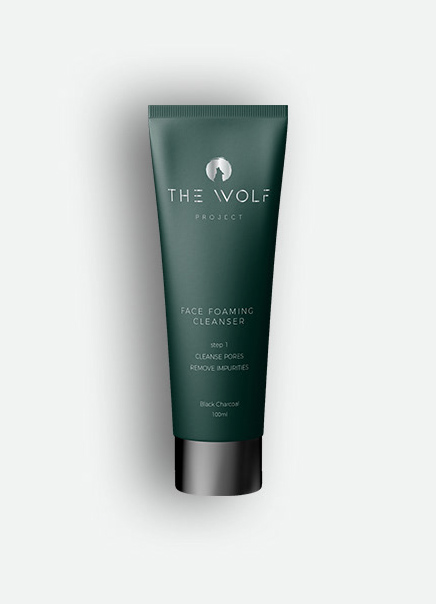 THE WOLF
PROJECT
FACE FOAMING
CLEANSER
step 1
CLEANSE PORES
REMOVE IMPURITIES
Black Charcoal
100ml